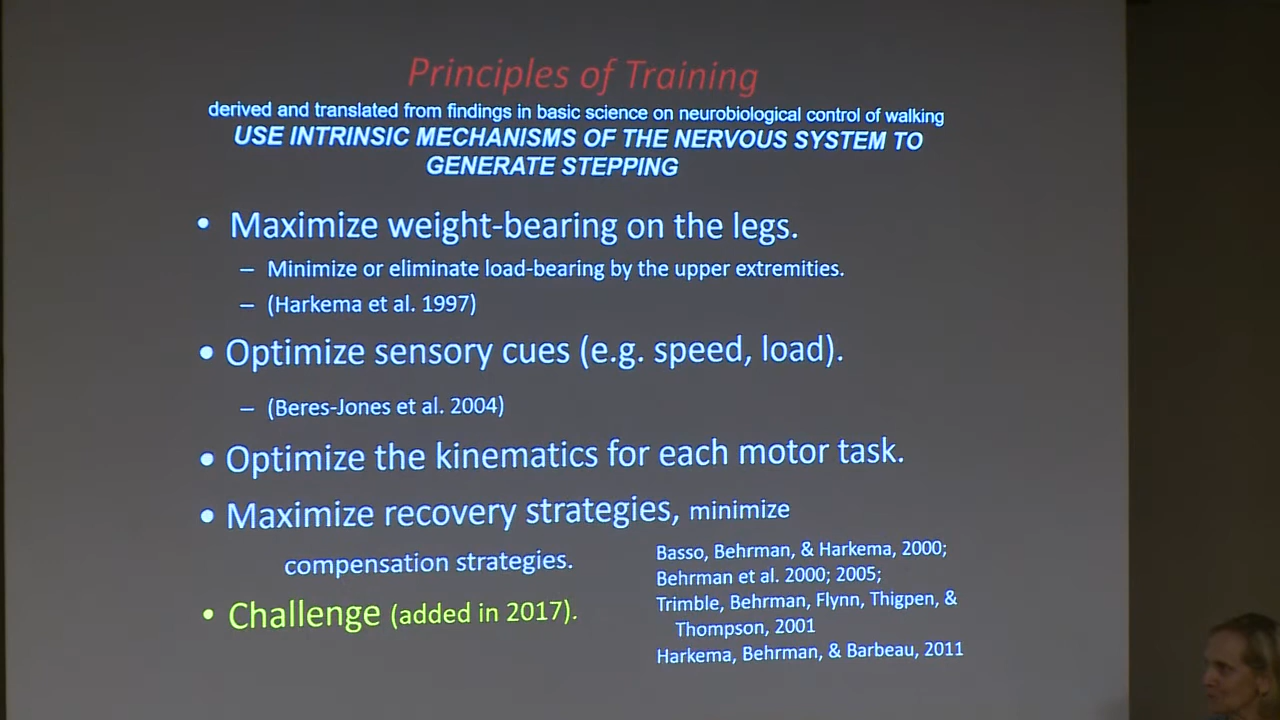 Principles of Training
derived and translated from findings in basic science on neurobiological control of walking
USE INTRINSIC MECHANISMS OF THE NERVOUS SYSTEM TO
GENERATE STEPPING
• Maximize weight-bearing on the legs.
– Minimize or eliminate load-bearing by the upper extremities.
– (Harkema et al. 1997)
• Optimize sensory cues (e.g. speed, load).
– (Beres-Jones et al. 2004)
• Optimize the kinematics for each motor task.
• Maximize recovery strategies, minimize
compensation strategies.
• Challenge (added in 2017).
Basso, Behrman, & Harkema, 2000;
Behrman et al. 2000; 2005;
Trimble, Behrman, Flynn, Thigpen, &
Thompson, 2001
Harkema, Behrman, & Barbeau, 2011